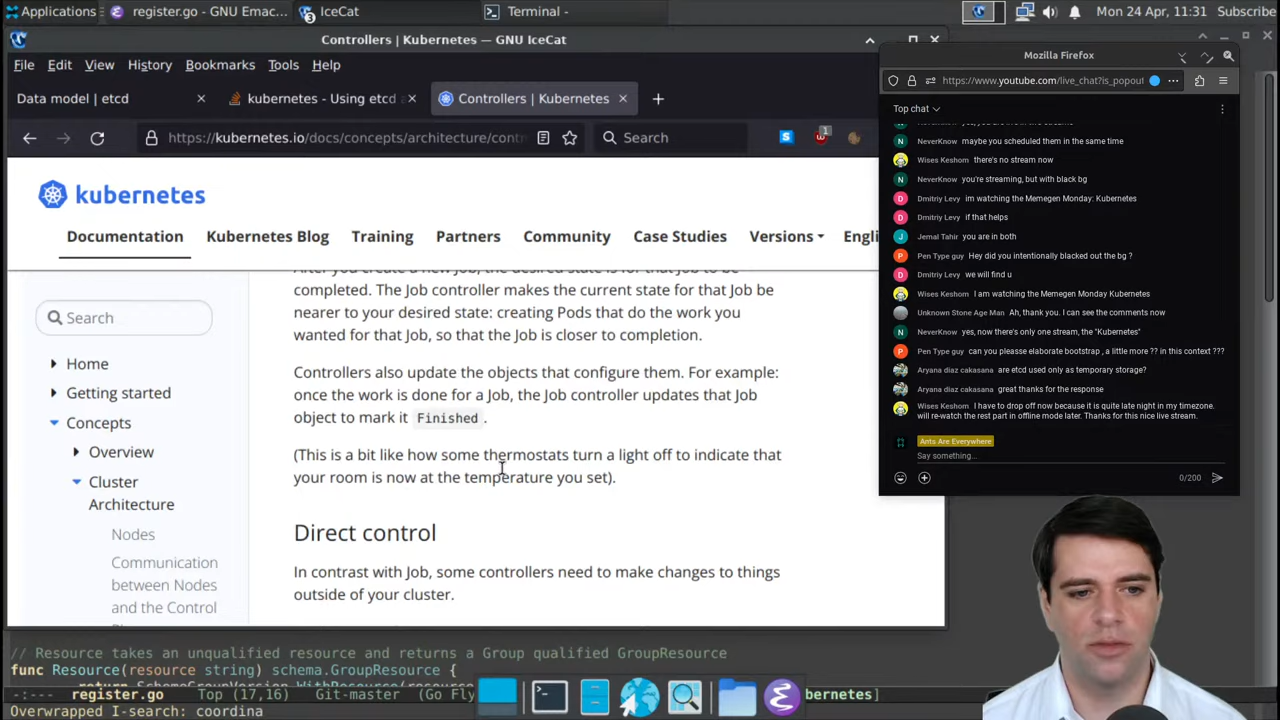 Applications
register.go - GNU Emac...
IceCat
3
Terminal -
Mon 24 Apr, 11:31
Subscribe
Controllers | Kubernetes — GNU IceCat
File Edit View History Bookmarks Tools Help
Data model | etcd
kubernetes - Using etcd a
Controllers | Kubernetes
https://kubernetes.io/docs/concepts/architecture/contr
Search
1
kubernetes
Documentation
Kubernetes Blog
Training
Partners
Community
Case Studies
Versions
Engli
Search
Home
Getting started
Concepts
Overview
Cluster
Architecture
Nodes
Communication
between Nodes
and the Control
After you create a new Job, the desired state is for that Job to be
completed. The Job controller makes the current state for that Job be
nearer to your desired state: creating Pods that do the work you
wanted for that Job, so that the Job is closer to completion.
Controllers also update the objects that configure them. For example:
once the work is done for a Job, the Job controller updates that Job
object to mark it Finished .
(This is a bit like how some thermostats turn a light off to indicate that
your room is now at the temperature you set).
Direct control
In contrast with Job, some controllers need to make changes to things
outside of your cluster.
Mozilla Firefox
https://www.youtube.com/live_chat?is_popout
Top chat
N NeverKnow maybe you scheduled them in the same time
Wises Keshom there's no stream now
N NeverKnow you're streaming, but with black bg
D Dmitriy Levy im watching the Memegen Monday: Kubernetes
D Dmitriy Levy if that helps
J Jemal Tahir you are in both
P Pen Type guy Hey did you intentionally blacked out the bg ?
D Dmitriy Levy we will find u
Wises Keshom I am watching the Memegen Monday Kubernetes
Unknown Stone Age Man Ah, thank you. I can see the comments now
N NeverKnow yes, now there's only one stream, the "Kubernetes"
P Pen Type guy can you pleasse elaborate bootstrap , a little more ?? in this context ???
Aryana diaz cakasana are etcd used only as temporary storage?
Aryana diaz cakasana great thanks for the response
Wises Keshom I have to drop off now because it is quite late night in my timezone.
will re-watch the rest part in offline mode later. Thanks for this nice live stream.
Ants Are Everywhere
Say something...
0/200
// Resource takes an unqualified resource and returns a Group qualified GroupResource
func Resource(resource string) schema.GroupResource {
-:--- register.go Top (17,16) Git-master (Go Fly
bernetes]
Overwrapped I-search: coordina